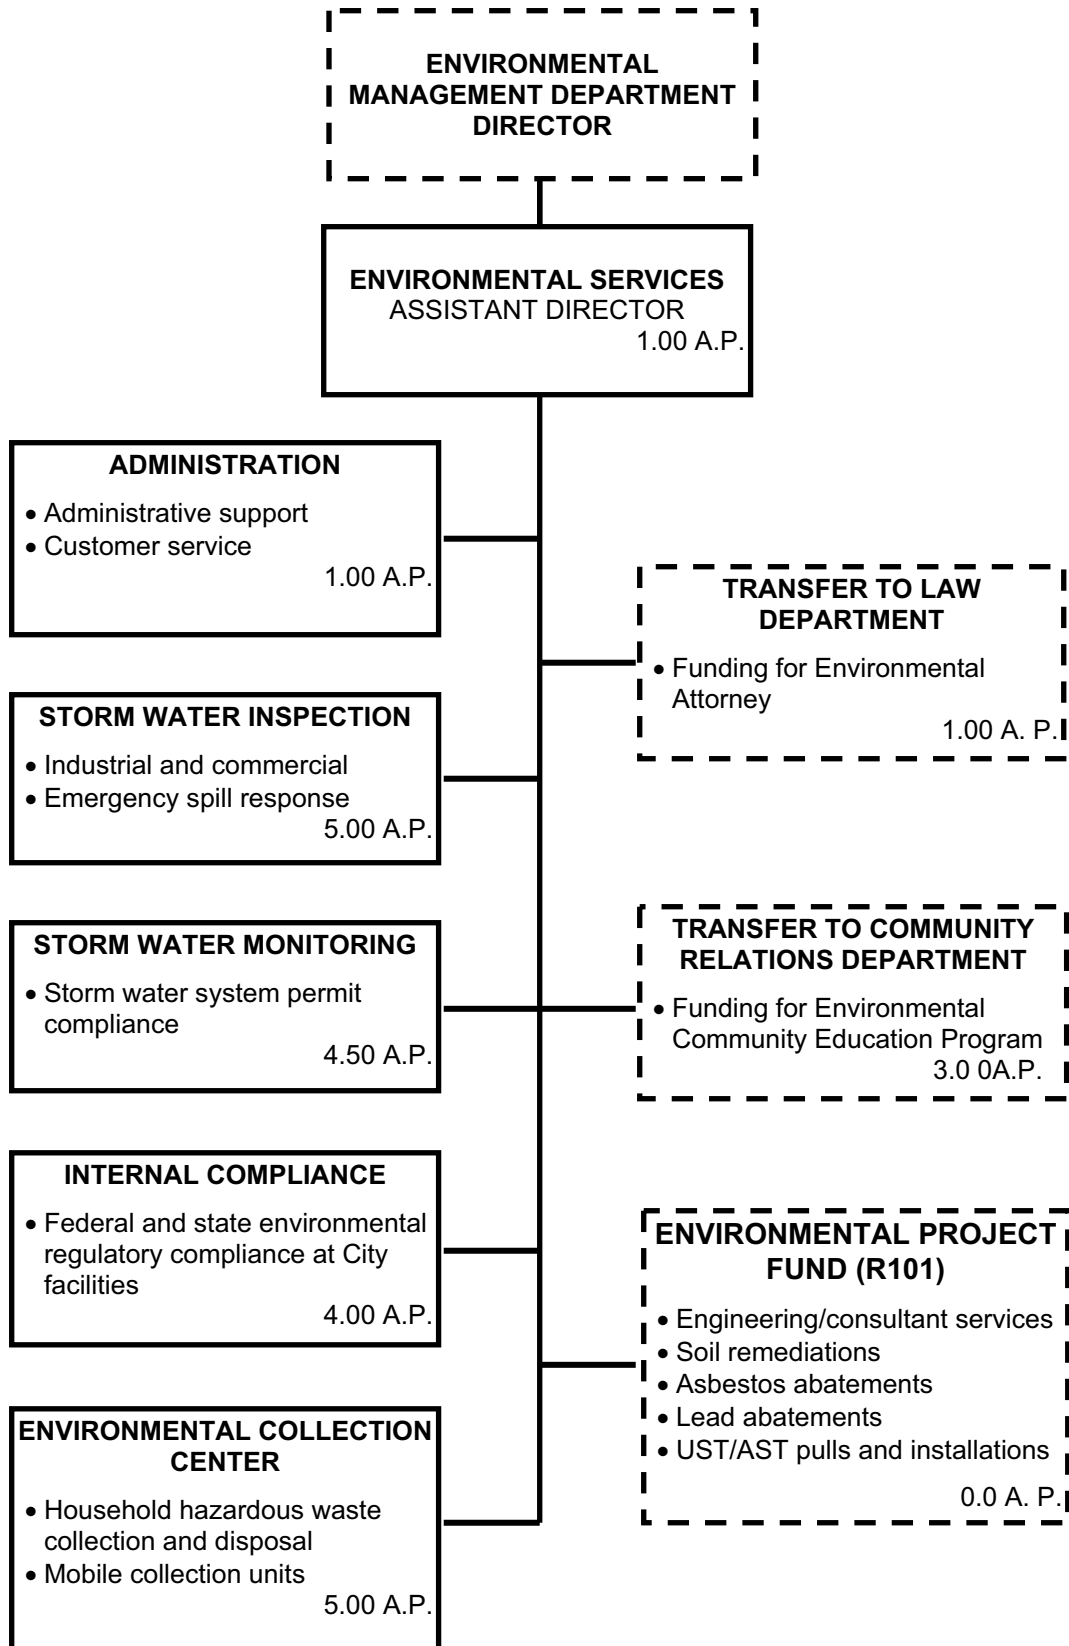 ENVIRONMENTAL
MANAGEMENT DEPARTMENT
DIRECTOR
ENVIRONMENTAL SERVICES
ASSISTANT DIRECTOR
1.00 A.P.
ADMINISTRATION
• Administrative support
• Customer service
1.00 A.P.
TRANSFER TO LAW
DEPARTMENT
• Funding for Environmental
Attorney
1.00 A. P.
STORM WATER INSPECTION
• Industrial and commercial
• Emergency spill response
5.00 A.P.
STORM WATER MONITORING
• Storm water system permit
compliance
4.50 A.P.
TRANSFER TO COMMUNITY
RELATIONS DEPARTMENT
• Funding for Environmental
Community Education Program
3.0 0A.P.
INTERNAL COMPLIANCE
• Federal and state environmental
regulatory compliance at City
facilities
4.00 A.P.
ENVIRONMENTAL PROJECT
FUND (R101)
• Engineering/consultant services
• Soil remediations
• Asbestos abatements
• Lead abatements
• UST/AST pulls and installations
0.0 A. P.
ENVIRONMENTAL COLLECTION
CENTER
• Household hazardous waste
collection and disposal
• Mobile collection units
5.00 A.P.